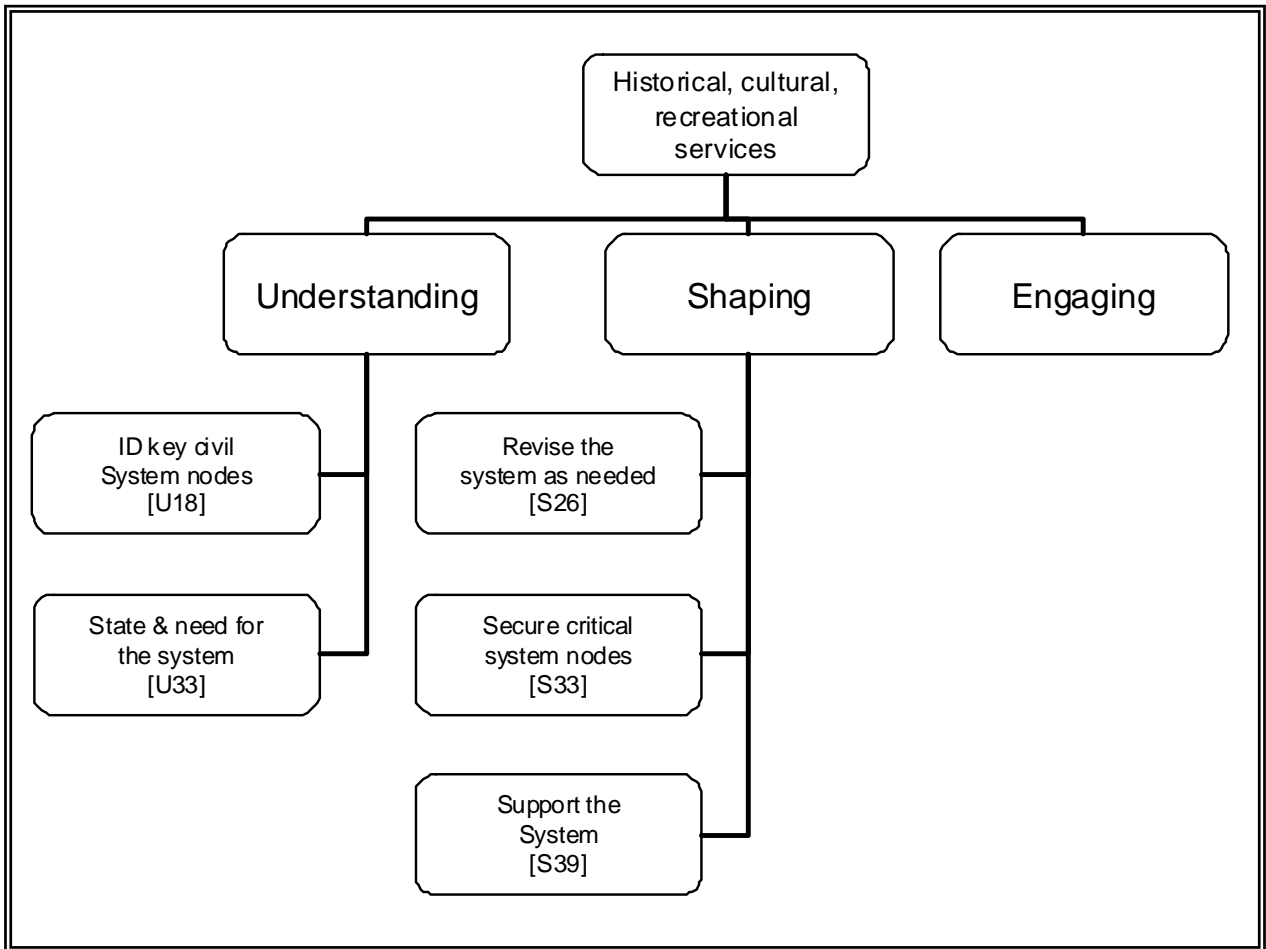 Historical, cultural,
recreational
services
Understanding
Shaping
Engaging
ID key civil
System nodes
[U18]
Revise the
system as needed
[S26]
State & need for
the system
[U33]
Secure critical
system nodes
[S33]
Support the
System
[S39]